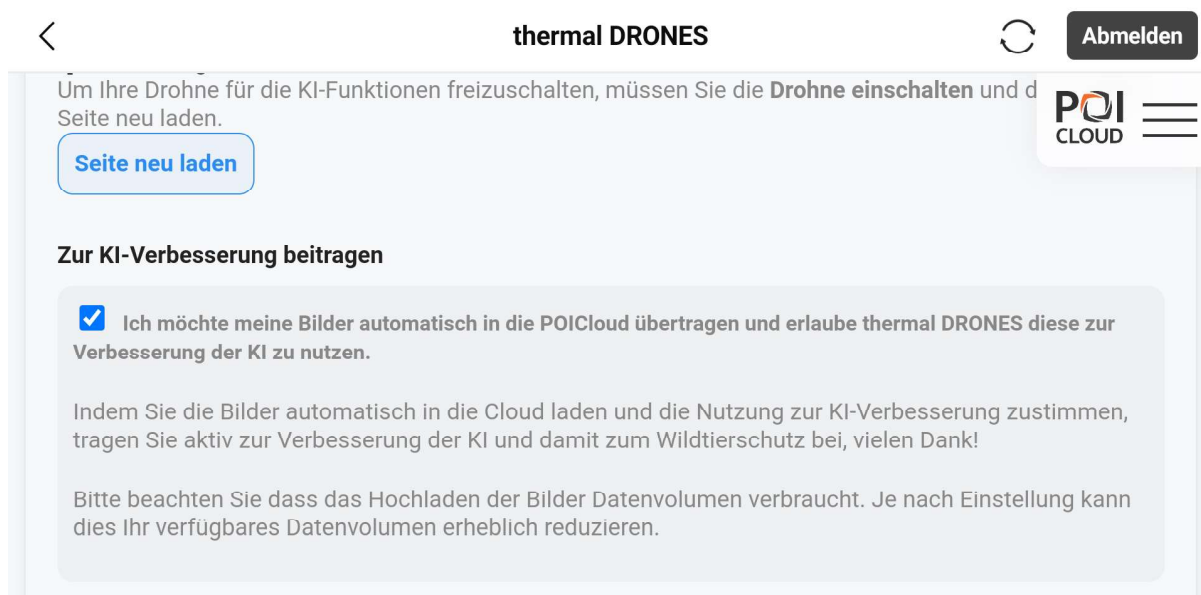 thermal DRONES
Abmelden
Um Ihre Drohne für die KI-Funktionen freizuschalten, müssen Sie die Drohne einschalten und d
Seite neu laden.
POI
CLOUD
Seite neu laden
Zur KI-Verbesserung beitragen
Ich möchte meine Bilder automatisch in die POICloud übertragen und erlaube thermal DRONES diese zur
Verbesserung der KI zu nutzen.
Indem Sie die Bilder automatisch in die Cloud laden und die Nutzung zur KI-Verbesserung zustimmen,
tragen Sie aktiv zur Verbesserung der KI und damit zum Wildtierschutz bei, vielen Dank!
Bitte beachten Sie dass das Hochladen der Bilder Datenvolumen verbraucht. Je nach Einstellung kann
dies Ihr verfügbares Datenvolumen erheblich reduzieren.